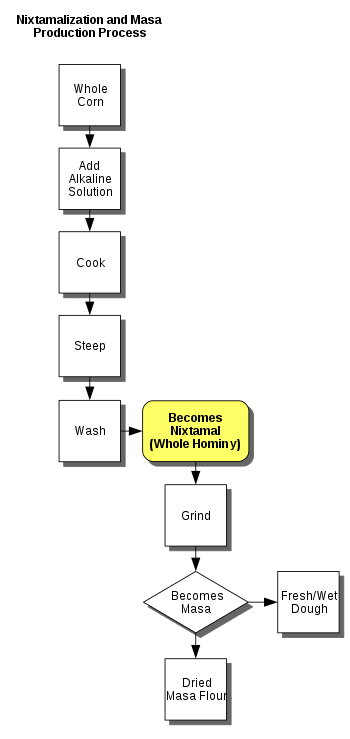 Nixtamalization and Masa
Production Process
Whole
Corn
Add
Alkaline
Solution
Cook
Steep
Wash
Becomes
Nixtamal
(Whole Hominy)
Grind
Becomes
Masa
Fresh/Wet
Dough
Dried
Masa Flour